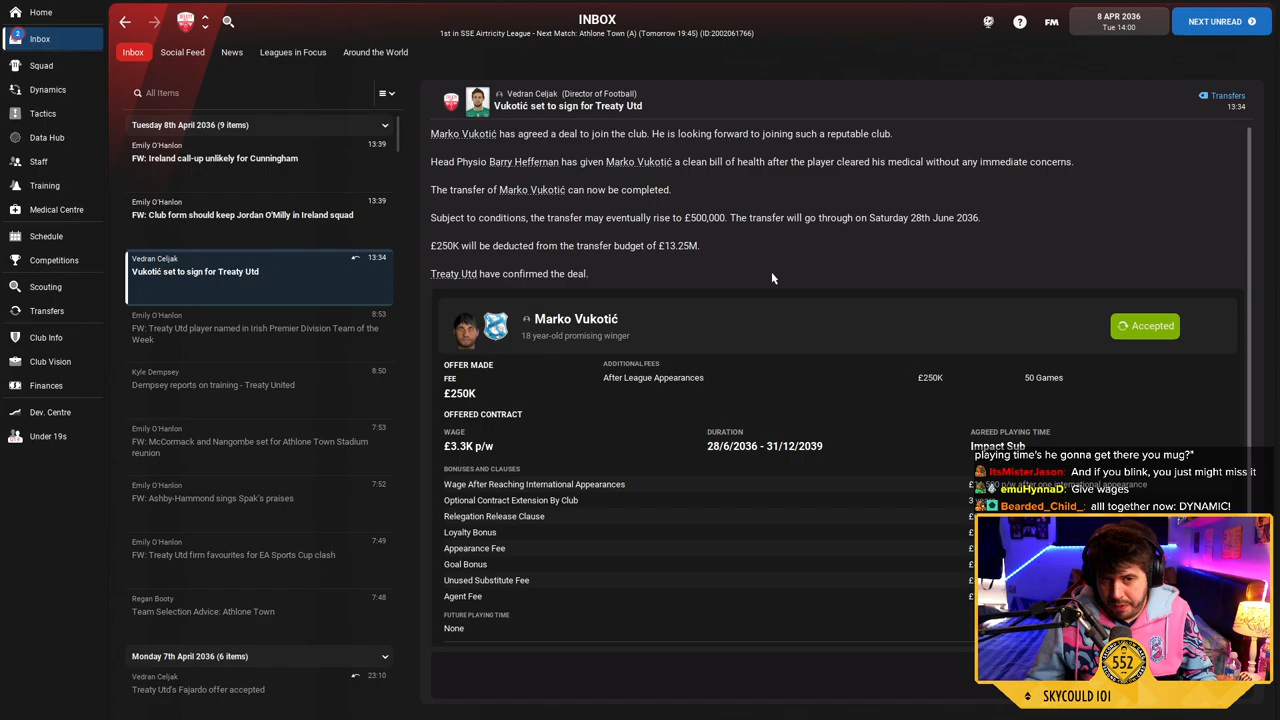 Home
2
Inbox
Squad
Dynamics
Tactics
Data Hub
Staff
Training
Medical Centre
Schedule
Competitions
Scouting
Transfers
Club Info
Club Vision
Finances
Dev. Centre
Under 19s
INBOX
1st in SSE Airtricity League - Next Match: Athlone Town (A) (Tomorrow 19:45) (ID:2002061766)
?
FM
8 APR 2036
Tue 14:00
NEXT UNREAD
Inbox
Social Feed
News
Leagues in Focus
Around the World
All Items
Tuesday 8th April 2036 (9 items)
Emily O'Hanlon 13:39
FW: Ireland call-up unlikely for Cunningham
Emily O'Hanlon 13:39
FW: Club form should keep Jordan O'Milly in Ireland squad
Vedran Celjak 13:34
Vukotić set to sign for Treaty Utd
Emily O'Hanlon 8:53
FW: Treaty Utd player named in Irish Premier Division Team of the
Week
Kyle Dempsey 8:50
Dempsey reports on training - Treaty United
Emily O'Hanlon 7:53
FW: McCormack and Nangombe set for Athlone Town Stadium
reunion
Emily O'Hanlon 7:52
FW: Ashby-Hammond sings Spak's praises
Emily O'Hanlon 7:49
FW: Treaty Utd firm favourites for EA Sports Cup clash
Regan Booty 7:48
Team Selection Advice: Athlone Town
Monday 7th April 2036 (6 items)
Vedran Celjak 23:10
Treaty Utd's Fajardo offer accepted
Vedran Celjak (Director of Football)
Vukotić set to sign for Treaty Utd
Transfers
13:34
Marko Vukotić has agreed a deal to join the club. He is looking forward to joining such a reputable club.
Head Physio Barry Heffernan has given Marko Vukotić a clean bill of health after the player cleared his medical without any immediate concerns.
The transfer of Marko Vukotić can now be completed.
Subject to conditions, the transfer may eventually rise to £500,000. The transfer will go through on Saturday 28th June 2036.
£250K will be deducted from the transfer budget of £13.25M.
Treaty Utd have confirmed the deal.
Marko Vukotić
18 year-old promising winger
Accepted
OFFER MADE
FEE
£250K
ADDITIONAL FEES
After League Appearances £250K 50 Games
OFFERED CONTRACT
WAGE
£3.3K p/w
DURATION
28/6/2036 - 31/12/2039
AGREED PLAYING TIME
Impact Sub
BONUSES AND CLAUSES
Wage After Reaching International Appearances
p/w after one international appearance
Optional Contract Extension By Club 3
Relegation Release Clause £
Loyalty Bonus £
Appearance Fee £
Goal Bonus £
Unused Substitute Fee £
Agent Fee £
FUTURE PLAYING TIME
None
playing time's he gonna get there you mug?*
ItsMisterJason: And if you blink, you just might miss it
emuHynnaD: Give wages
Bearded_Child_: alll together now: DYNAMIC!
552
SKYCOULD101